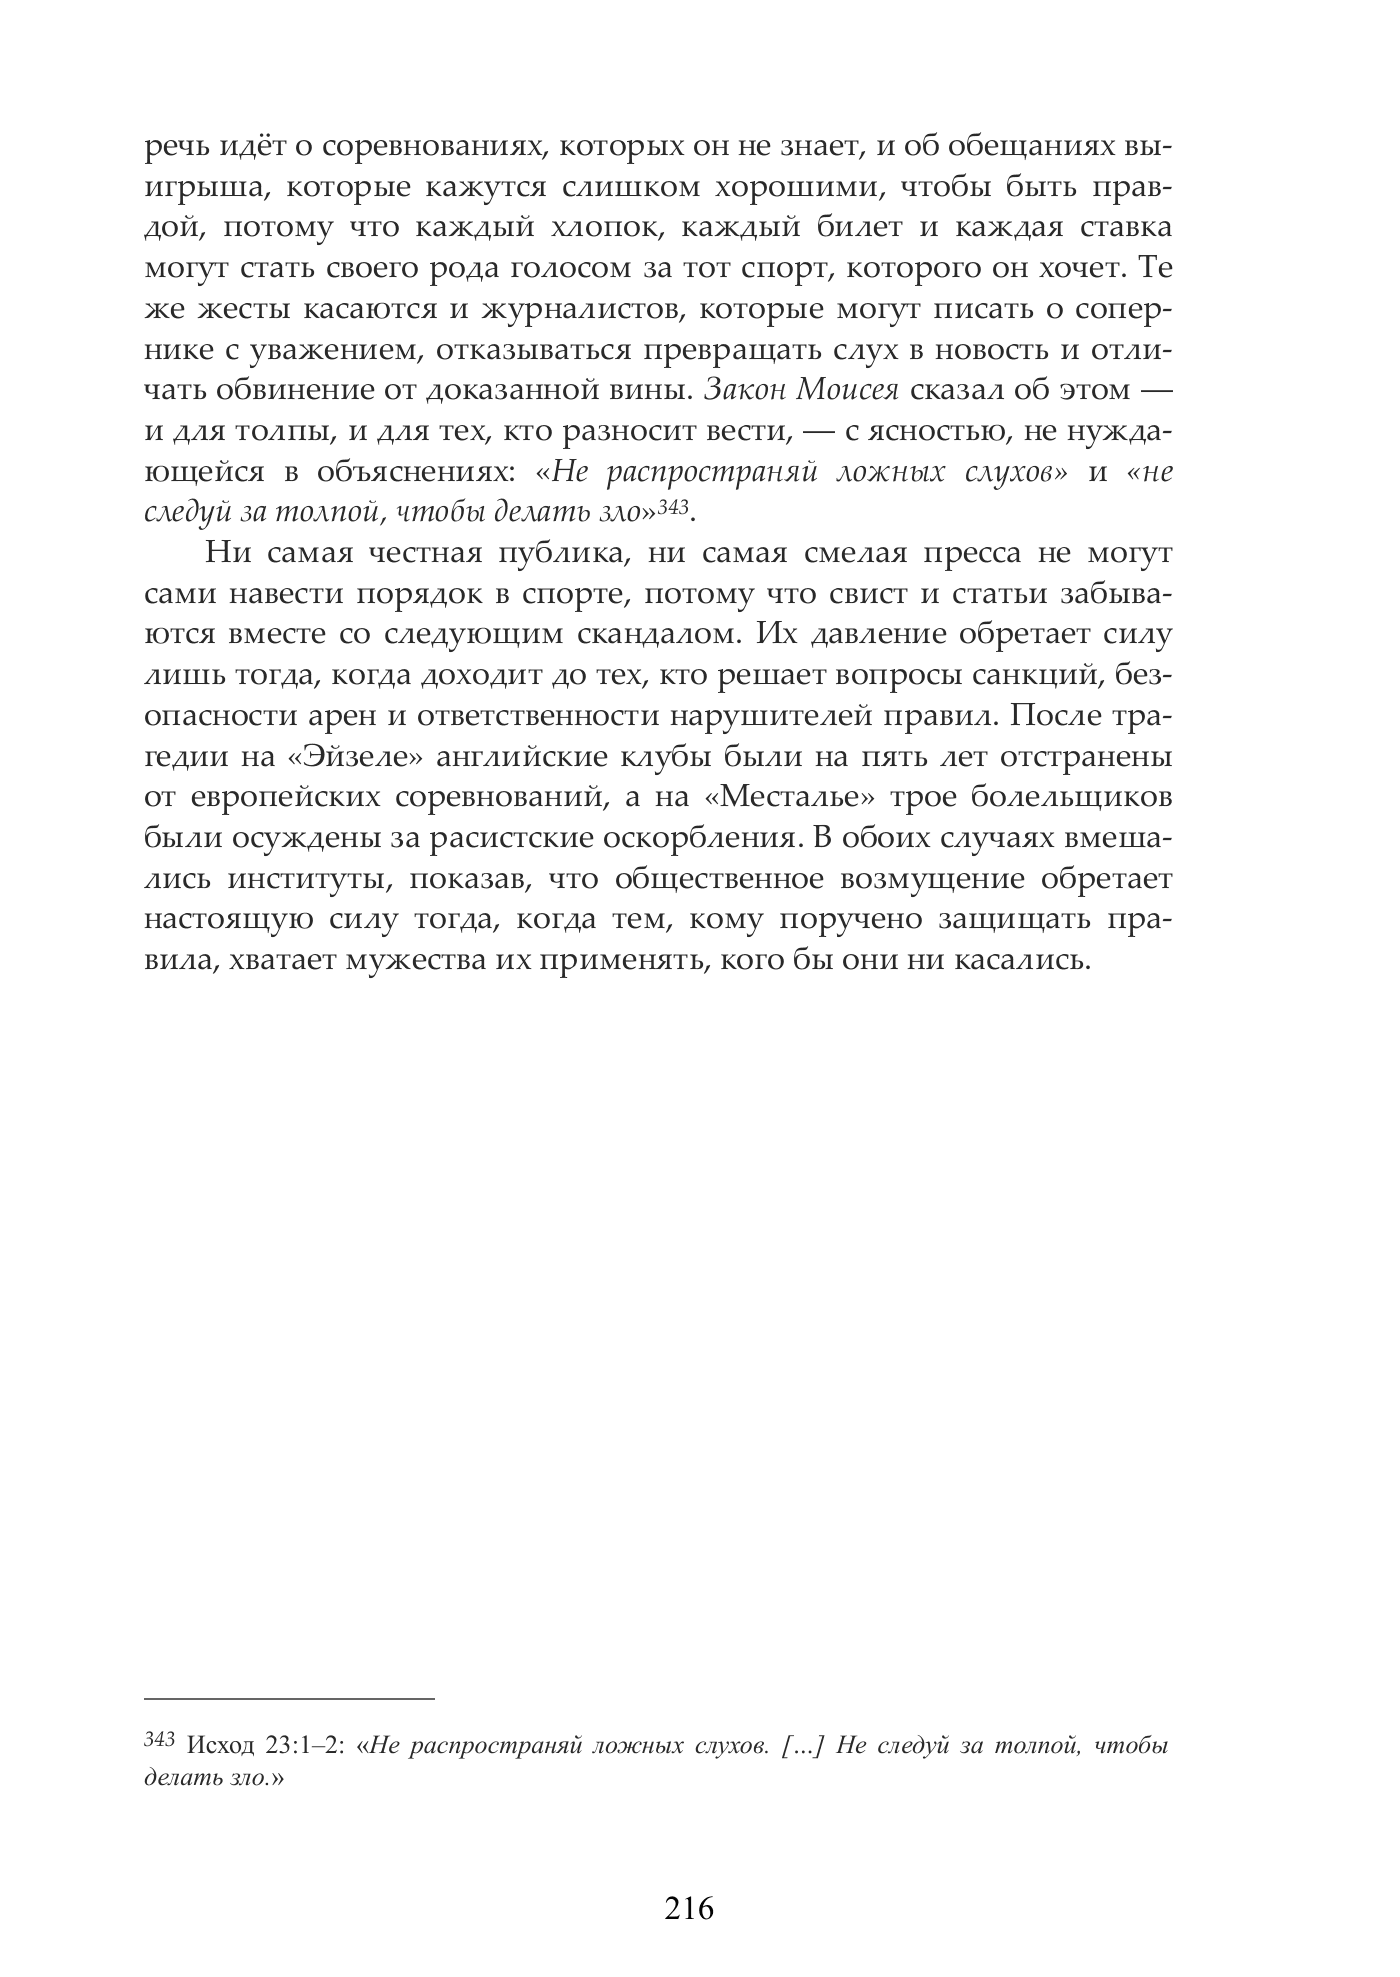 речь идёт о соревнованиях, которых он не знает, и об обещаниях вы-
игрыша, которые кажутся слишком хорошими, чтобы быть прав-
дой, потому что каждый хлопок, каждый билет и каждая ставка
могут стать своего рода голосом за тот спорт, которого он хочет. Те
же жесты касаются и журналистов, которые могут писать о сопер-
нике с уважением, отказываться превращать слух в новость и отли-
чать обвинение от доказанной вины. Закон Моисея сказал об этом —
и для толпы, и для тех, кто разносит вести, — с ясностью, не нужда-
ющейся в объяснениях: «Не распространяй ложных слухов» и «не
следуй за толпой, чтобы делать зло»343.
Ни самая честная публика, ни самая смелая пресса не могут
сами навести порядок в спорте, потому что свист и статьи забыва-
ются вместе со следующим скандалом. Их давление обретает силу
лишь тогда, когда доходит до тех, кто решает вопросы санкций, без-
опасности арен и ответственности нарушителей правил. После тра-
гедии на «Эйзеле» английские клубы были на пять лет отстранены
от европейских соревнований, а на «Месталье» трое болельщиков
были осуждены за расистские оскорбления. В обоих случаях вмеша-
лись институты, показав, что общественное возмущение обретает
настоящую силу тогда, когда тем, кому поручено защищать пра-
вила, хватает мужества их применять, кого бы они ни касались.
343 Исход 23:1–2: «Не распространяй ложных слухов. [...] Не следуй за толпой, чтобы
делать зло.»
216